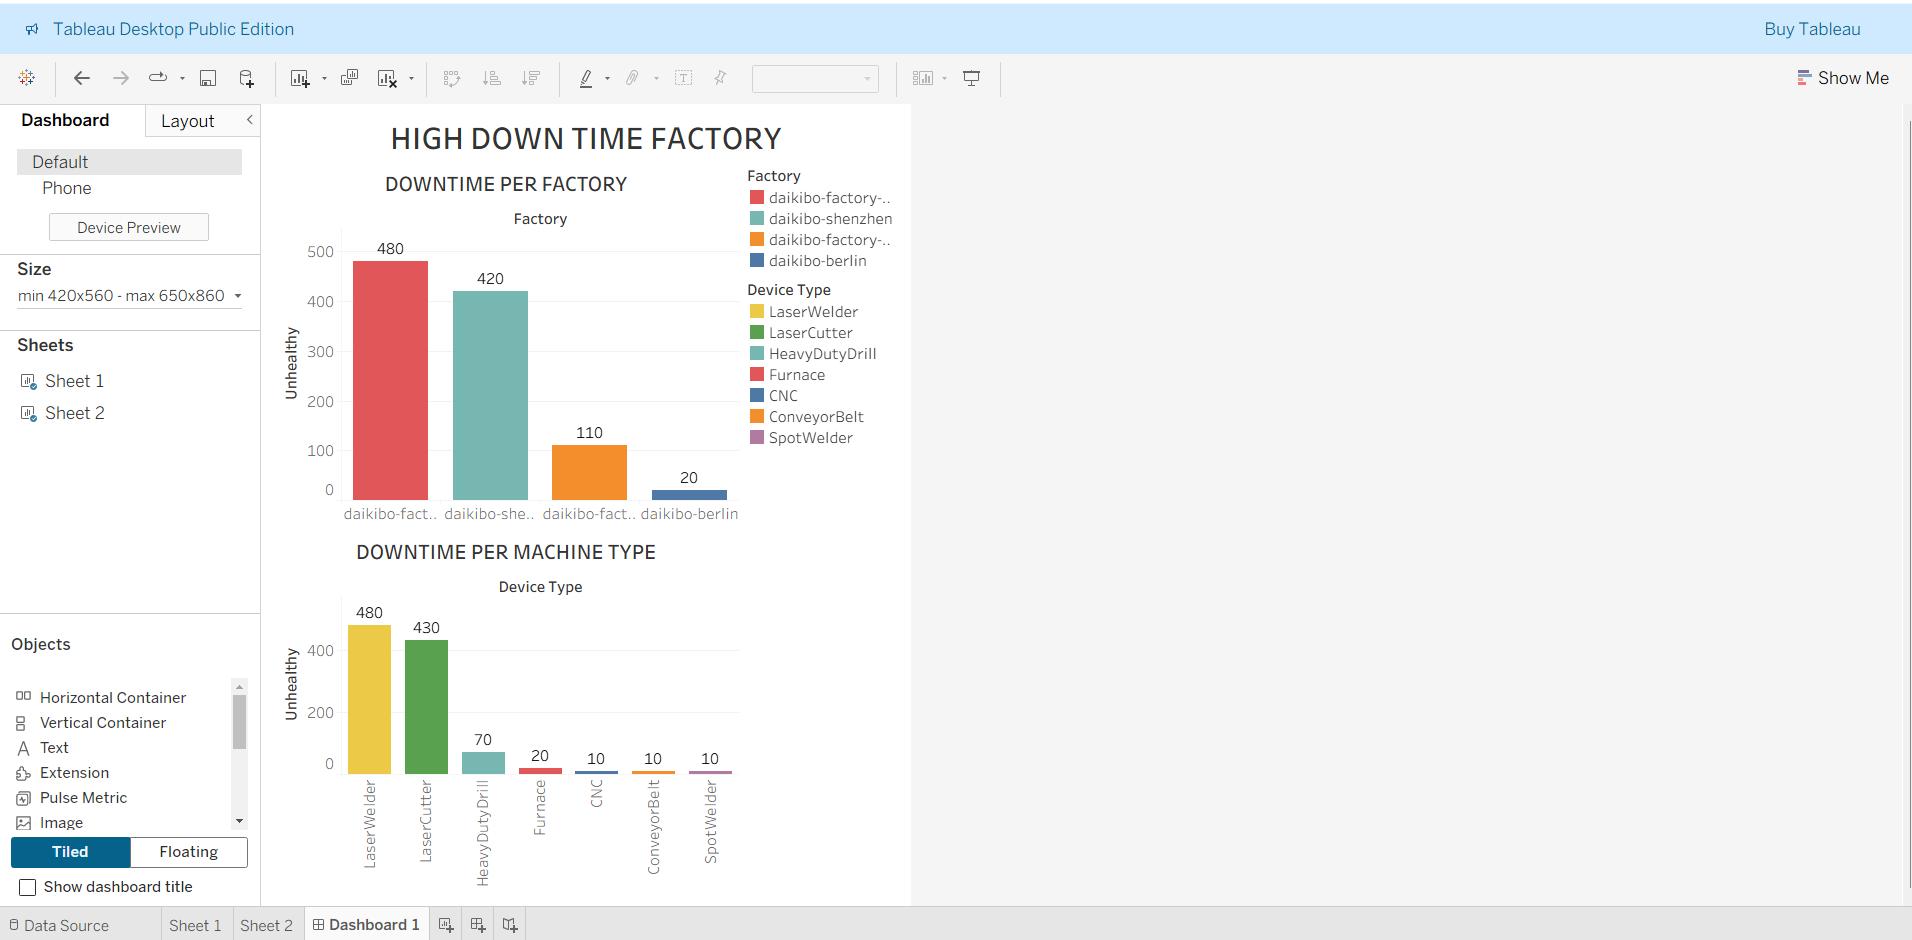 Tableau Desktop Public Edition
Buy Tableau
Show Me
Dashboard
Layout
Default
Phone
Device Preview
Size
min 420x560 - max 650x860
Sheets
Sheet 1
Sheet 2
Objects
Horizontal Container
Vertical Container
Text
Extension
Pulse Metric
Image
Tiled
Floating
Show dashboard title
HIGH DOWN TIME FACTORY
DOWNTIME PER FACTORY
Factory
500
400
300
200
100
0
Unhealthy
480
420
110
20
daikibo-fact..
daikibo-she..
daikibo-fact..
daikibo-berlin
Factory
daikibo-factory-..
daikibo-shenzhen
daikibo-factory-..
daikibo-berlin
Device Type
LaserWelder
LaserCutter
HeavyDutyDrill
Furnace
CNC
ConveyorBelt
SpotWelder
DOWNTIME PER MACHINE TYPE
Device Type
400
200
0
Unhealthy
480
430
70
20
10
10
10
LaserWelder
LaserCutter
HeavyDutyDrill
Furnace
CNC
ConveyorBelt
SpotWelder
Data Source
Sheet 1
Sheet 2
Dashboard 1